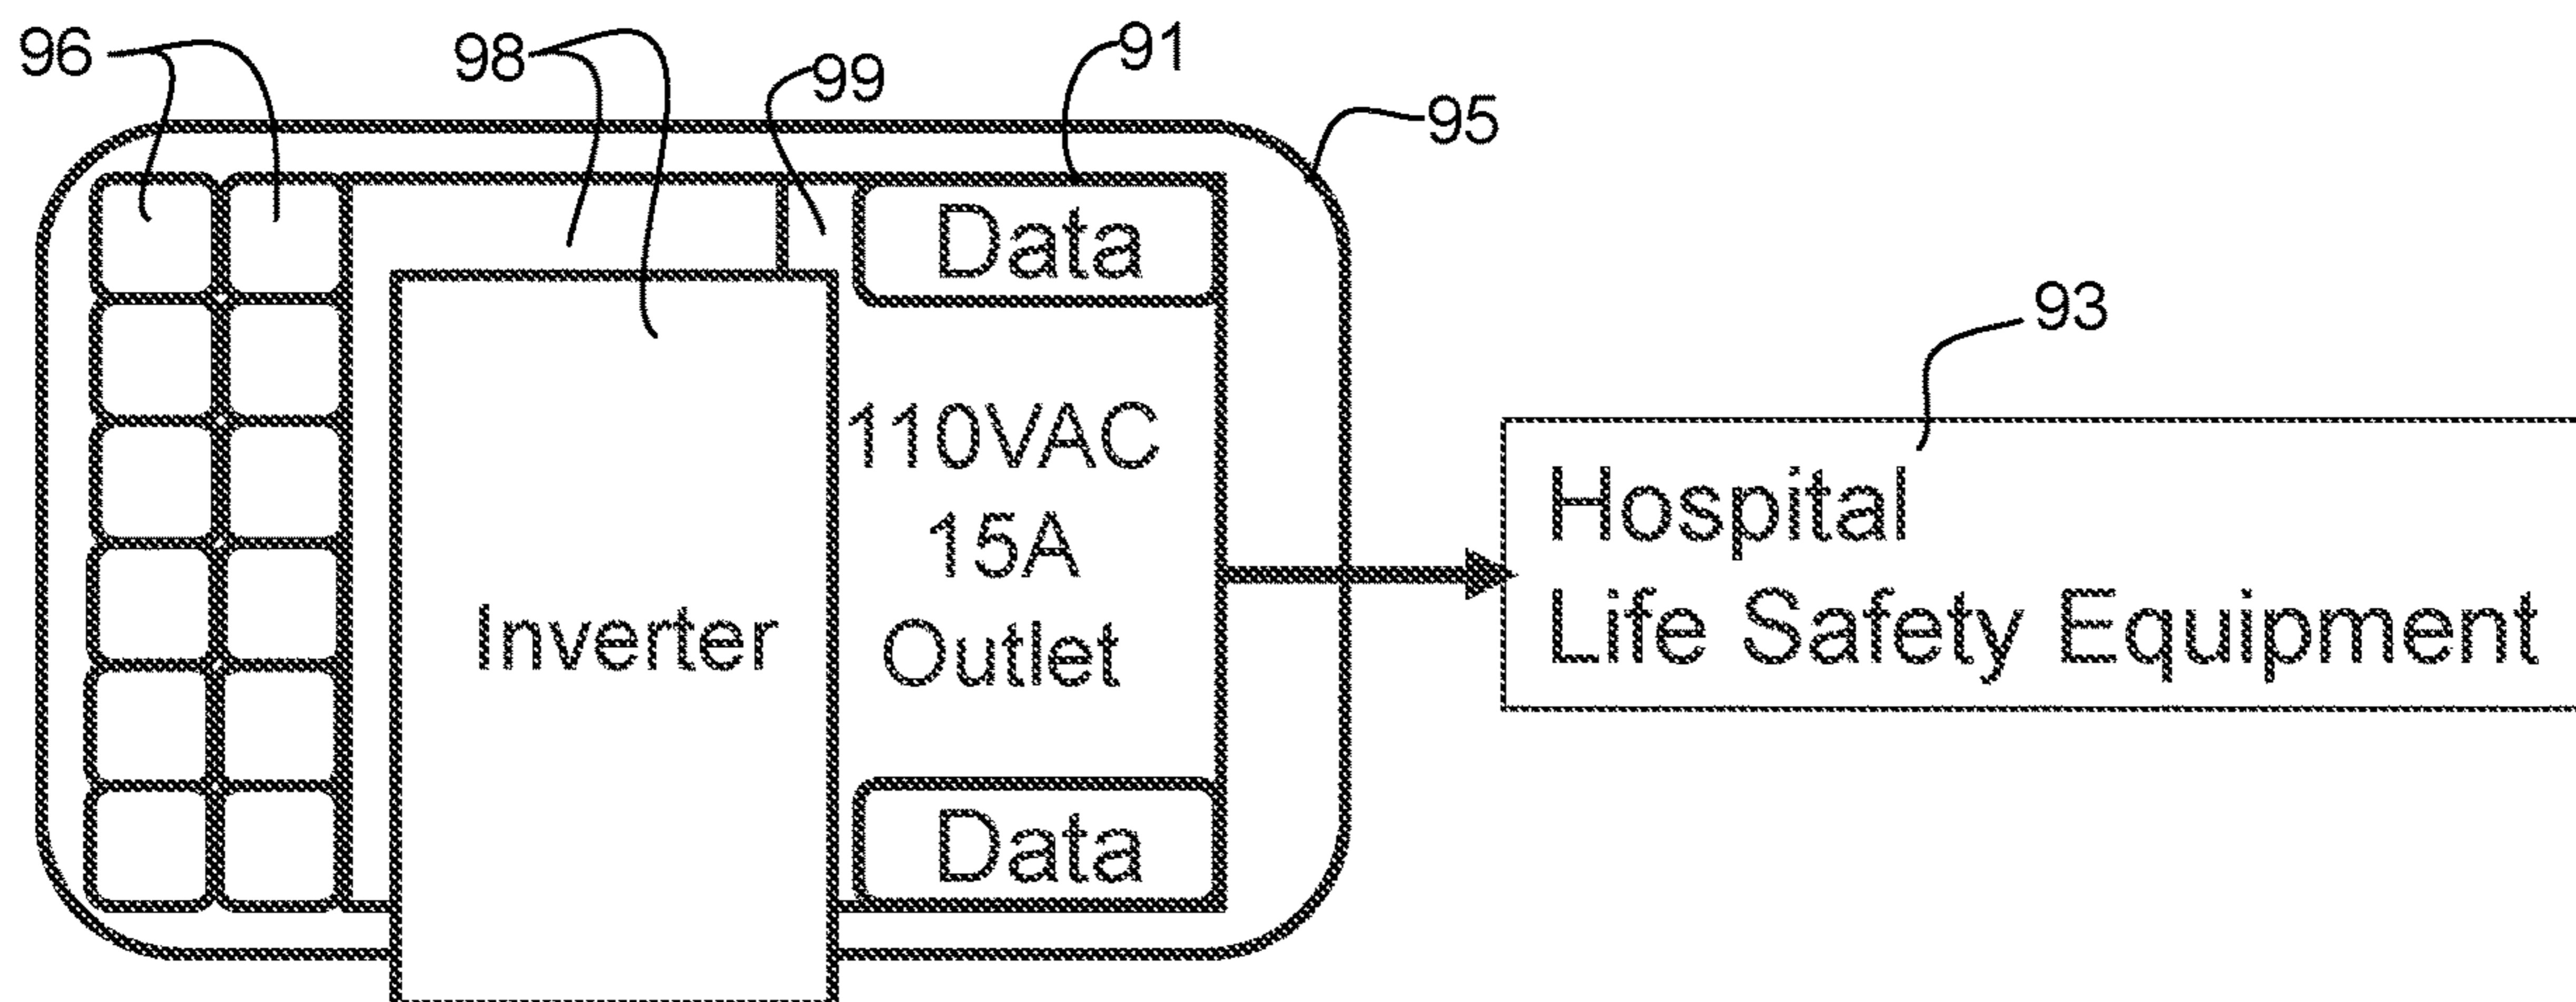 96
98
99
91
95
Data
93
110VAC
15A
Outlet
Inverter
Hospital
Life Safety Equipment
Data